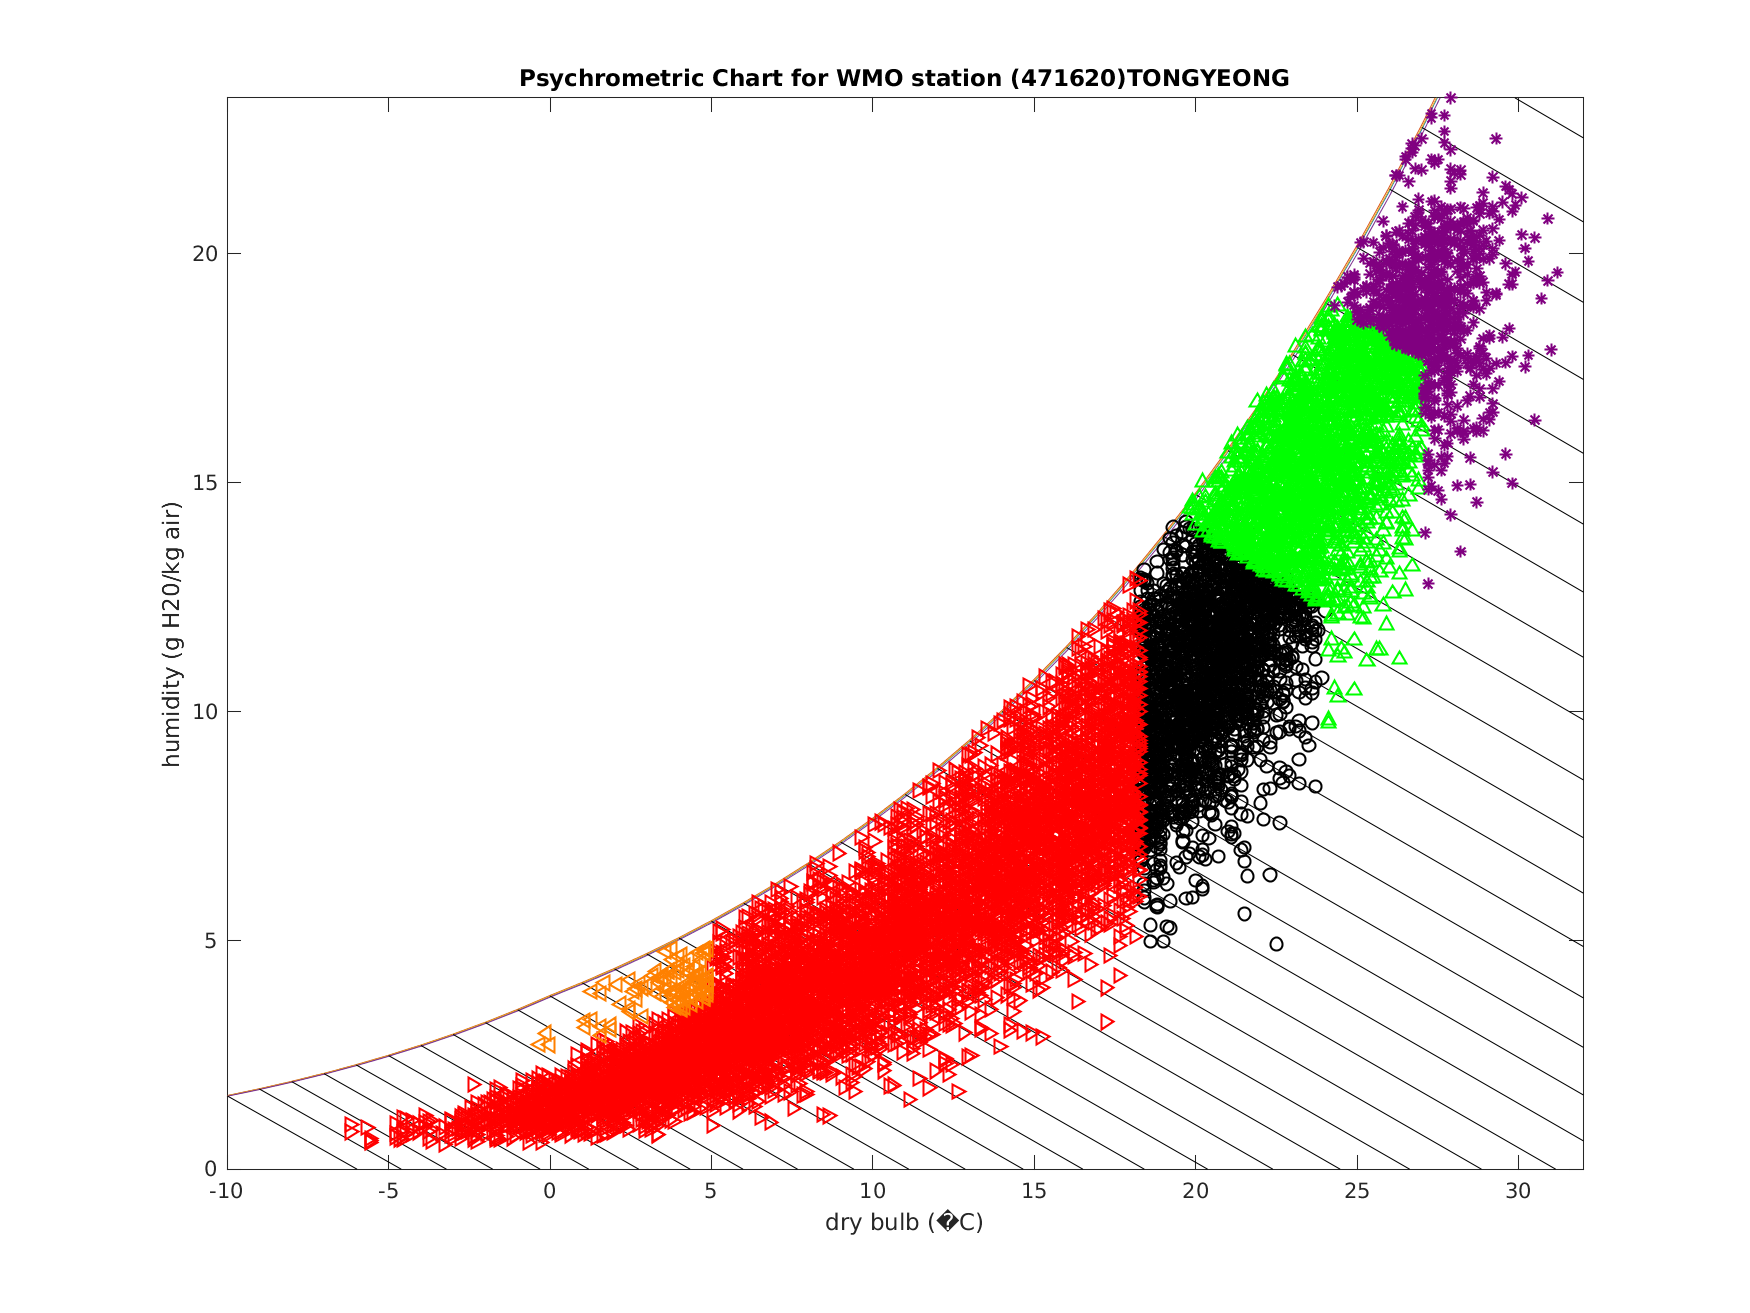 Psychrometric Chart for WMO station (471620)TONGYEONG
20
15
10
5
0
humidity (g H20/kg air)
-10 -5 0 5 10 15 20 25 30
dry bulb (�C)